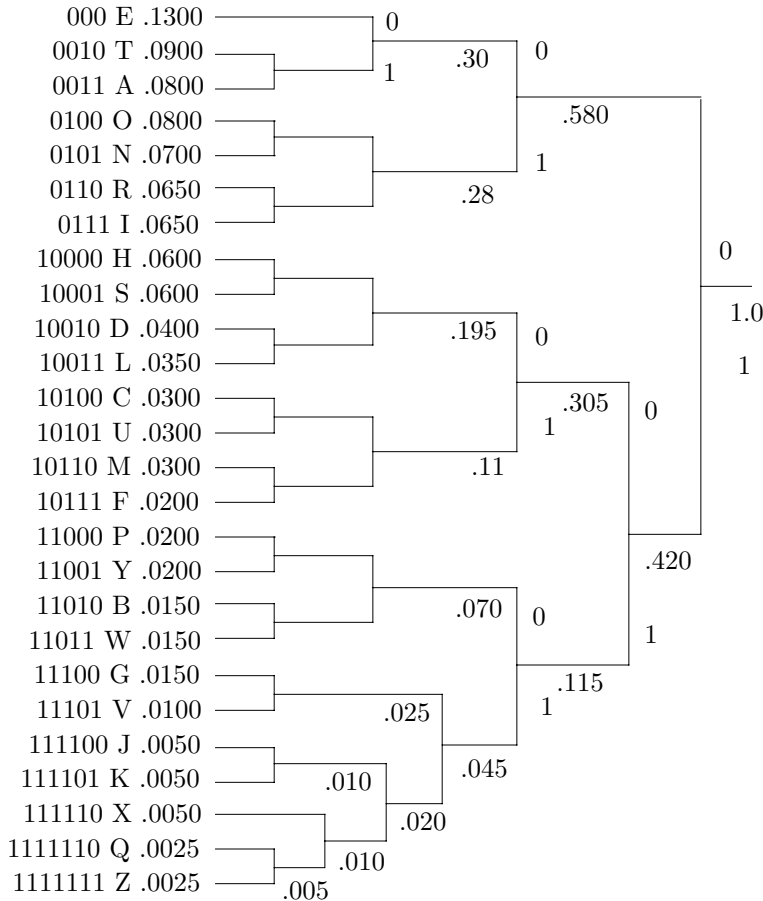 000 E .1300
0
0010 T .0900
.30
0
1
0011 A .0800
.580
0100 O .0800
0101 N .0700
1
0110 R .0650
.28
0111 I .0650
0
10000 H .0600
10001 S .0600
1.0
10010 D .0400
.195
0
10011 L .0350
1
10100 C .0300
.305
0
10101 U .0300
1
10110 M .0300
.11
10111 F .0200
11000 P .0200
11001 Y .0200
.420
11010 B .0150
.070
0
11011 W .0150
1
11100 G .0150
.115
11101 V .0100
.025
1
111100 J .0050
.045
111101 K .0050
.010
111110 X .0050
.020
1111110 Q .0025
.010
1111111 Z .0025
.005